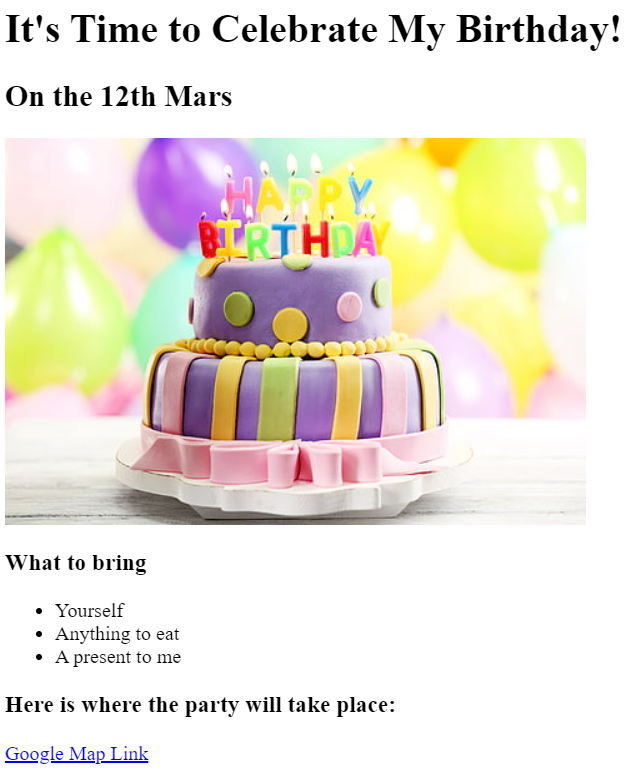 It's Time to Celebrate My Birthday!
On the 12th Mars
HAPPY
BIRTHDAY
What to bring
Yourself
Anything to eat
A present to me
Here is where the party will take place:
Google Map Link